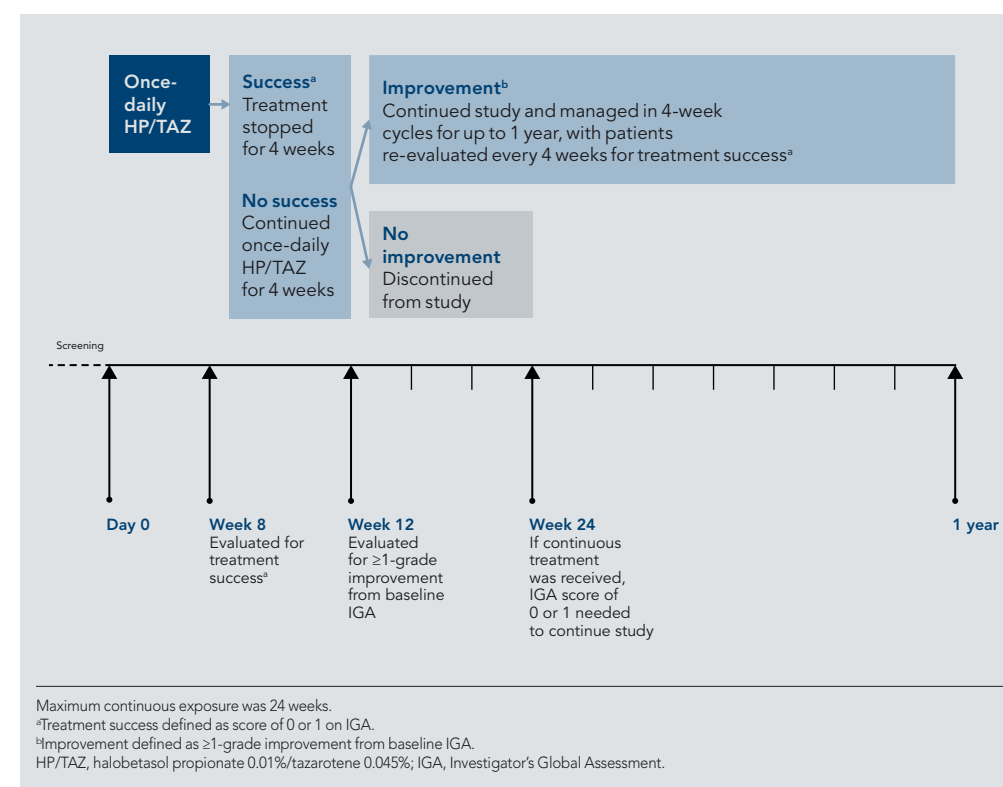 Once-
daily
HP/TAZ
Successᵃ
Treatment
stopped
for 4 weeks
No success
Continued
once-daily
HP/TAZ
for 4 weeks
Improvementᵇ
Continued study and managed in 4-week
cycles for up to 1 year, with patients
re-evaluated every 4 weeks for treatment successᵃ
No
improvement
Discontinued
from study
Screening
Day 0
Week 8
Evaluated for
treatment
successᵃ
Week 12
Evaluated
for ≥1-grade
improvement
from baseline
IGA
Week 24
If continuous
treatment
was received,
IGA score of
0 or 1 needed
to continue study
1 year
Maximum continuous exposure was 24 weeks.
ᵃTreatment success defined as score of 0 or 1 on IGA.
ᵇImprovement defined as ≥1-grade improvement from baseline IGA.
HP/TAZ, halobetasol propionate 0.01%/tazarotene 0.045%; IGA, Investigator’s Global Assessment.